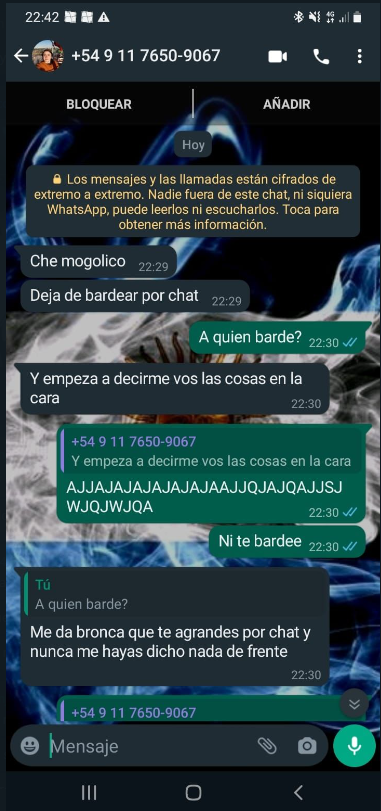 22:42
4G
+54 9 11 7650-9067
BLOQUEAR
AÑADIR
Hoy
Los mensajes y las llamadas están cifrados de
extremo a extremo. Nadie fuera de este chat, ni siquiera
WhatsApp, puede leerlos ni escucharlos. Toca para
obtener más información.
Che mogolico 22:29
Deja de bardear por chat 22:29
A quien barde? 22:30
Y empeza a decirme vos las cosas en la
cara
22:30
+54 9 11 7650-9067
Y empeza a decirme vos las cosas en la cara
AJJAJAJAJAJAJAJAAJJQJAJQAJJSJ
WJQJWJQA
22:30
Ni te bardee 22:30
Tú
A quien barde?
Me da bronca que te agrandes por chat y
nunca me hayas dicho nada de frente
22:30
+54 9 11 7650-9067
Mensaje